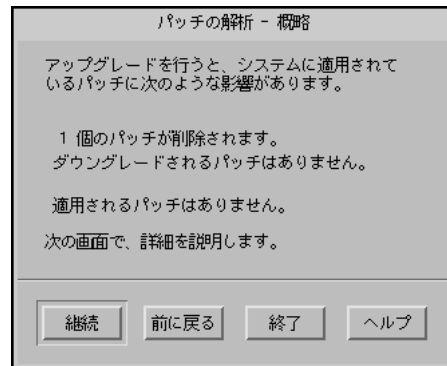 パッチの解析 - 概略
アップグレードを行うと、システムに適用されて
いるパッチに次のような影響があります。
1 個のパッチが削除されます。
ダウングレードされるパッチはありません。
適用されるパッチはありません。
次の画面で、詳細を説明します。
継続 前に戻る 終了 ヘルプ